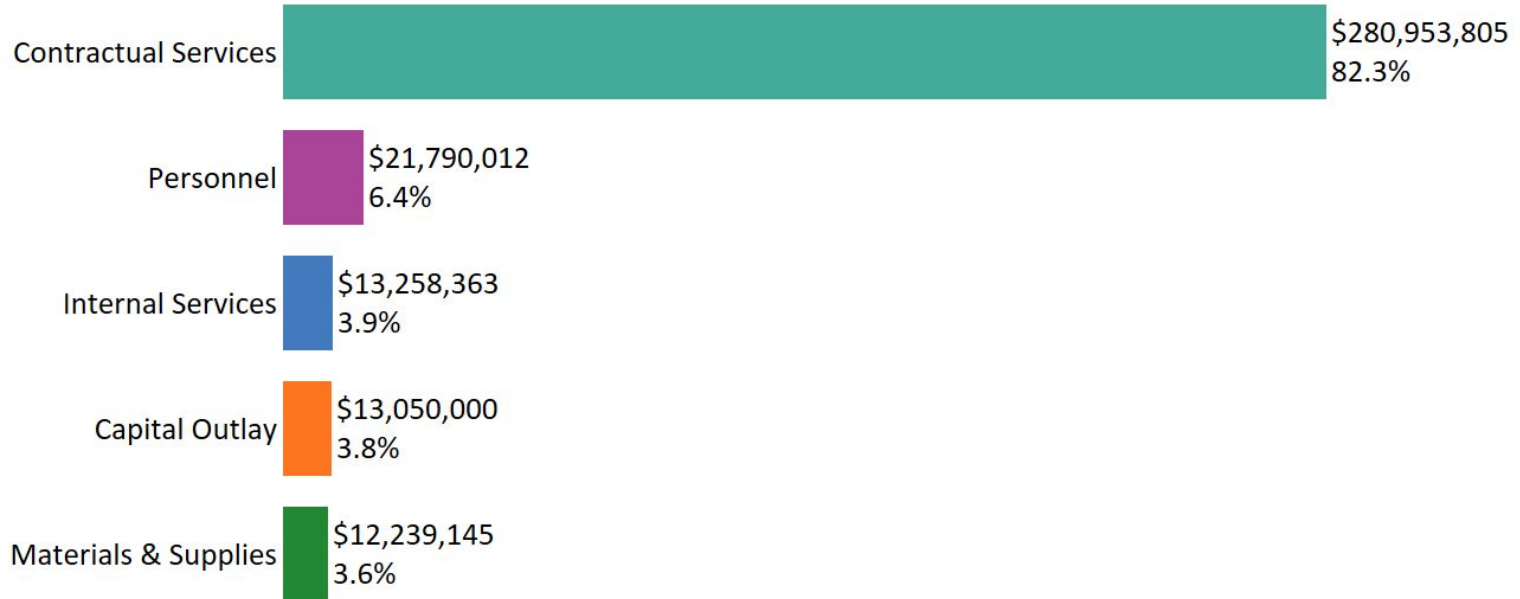 Contractual Services
$280,953,805
82.3%
Personnel
$21,790,012
6.4%
Internal Services
$13,258,363
3.9%
Capital Outlay
$13,050,000
3.8%
Materials & Supplies
$12,239,145
3.6%